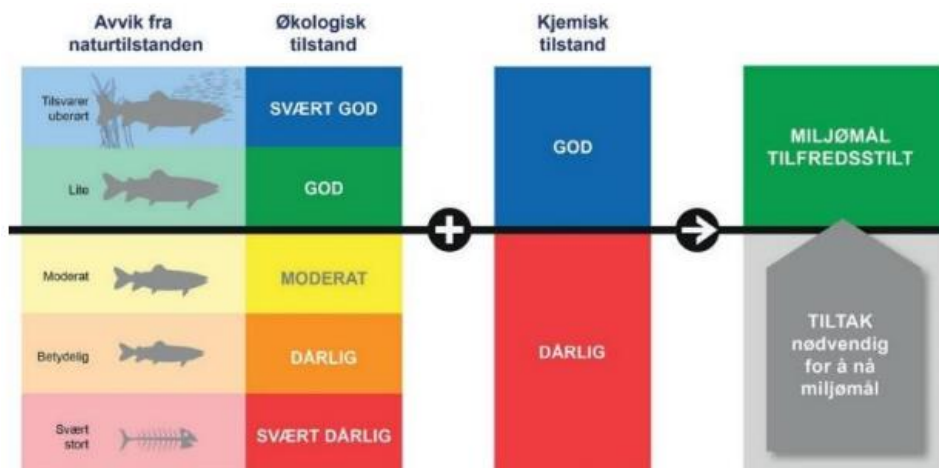 Avvik fra
naturtilstanden
Økologisk
tilstand
Kjemisk
tilstand
Tilsvarer
uberørt
SVÆRT GOD
Lite
GOD
Moderat
MODERAT
Betydelig
DÅRLIG
Svært
stort
SVÆRT DÅRLIG
GOD
DÅRLIG
MILJØMÅL
TILFREDSSTILT
TILTAK
nødvendig
for å nå
miljømål